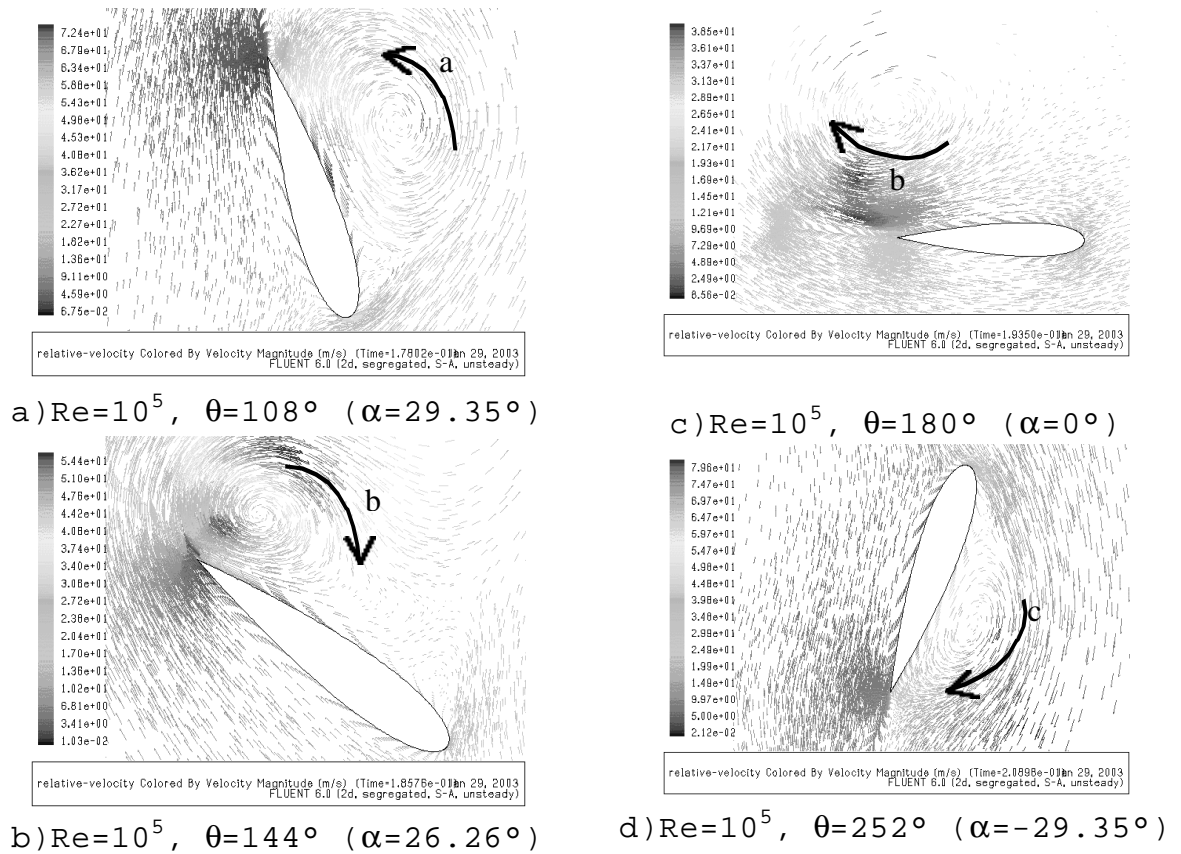 7.24e+01
6.79e+01
6.34e+01
5.88e+01
5.43e+01
4.98e+01
4.53e+01
4.08e+01
3.62e+01
3.17e+01
2.72e+01
2.27e+01
1.82e+01
1.36e+01
9.11e+00
4.59e+00
6.75e-02
a
relative-velocity Colored By Velocity Magnitude (m/s) (Time=1.7802e-01)
Jan 29, 2003
FLUENT 6.0 (2d, segregated, S-A, unsteady)
a)Re=10⁵, θ=108° (α=29.35°)
3.85e+01
3.61e+01
3.37e+01
3.13e+01
2.89e+01
2.65e+01
2.41e+01
2.17e+01
1.93e+01
1.45e+01
1.21e+01
9.69e+00
7.29e+00
4.89e+00
2.49e+00
8.56e-02
b
relative-velocity Colored By Velocity Magnitude (m/s) (Time=1.9350e-01)
Jan 29, 2003
FLUENT 6.0 (2d, segregated, S-A, unsteady)
c)Re=10⁵, θ=180° (α=0°)
5.44e+01
5.10e+01
4.76e+01
4.42e+01
4.08e+01
3.74e+01
3.40e+01
3.06e+01
2.72e+01
2.38e+01
2.04e+01
1.70e+01
1.36e+01
1.02e+01
6.81e+00
3.41e+00
1.03e-02
b
relative-velocity Colored By Velocity Magnitude (m/s) (Time=1.8576e-01)
Jan 29, 2003
FLUENT 6.0 (2d, segregated, S-A, unsteady)
b)Re=10⁵, θ=144° (α=26.26°)
7.96e+01
7.47e+01
6.97e+01
6.47e+01
5.97e+01
5.47e+01
4.98e+01
4.48e+01
3.98e+01
3.48e+01
2.99e+01
2.49e+01
1.99e+01
1.49e+01
9.97e+00
5.00e+00
2.12e-02
c
relative-velocity Colored By Velocity Magnitude (m/s) (Time=2.0898e-01)
Jan 29, 2003
FLUENT 6.0 (2d, segregated, S-A, unsteady)
d)Re=10⁵, θ=252° (α=-29.35°)